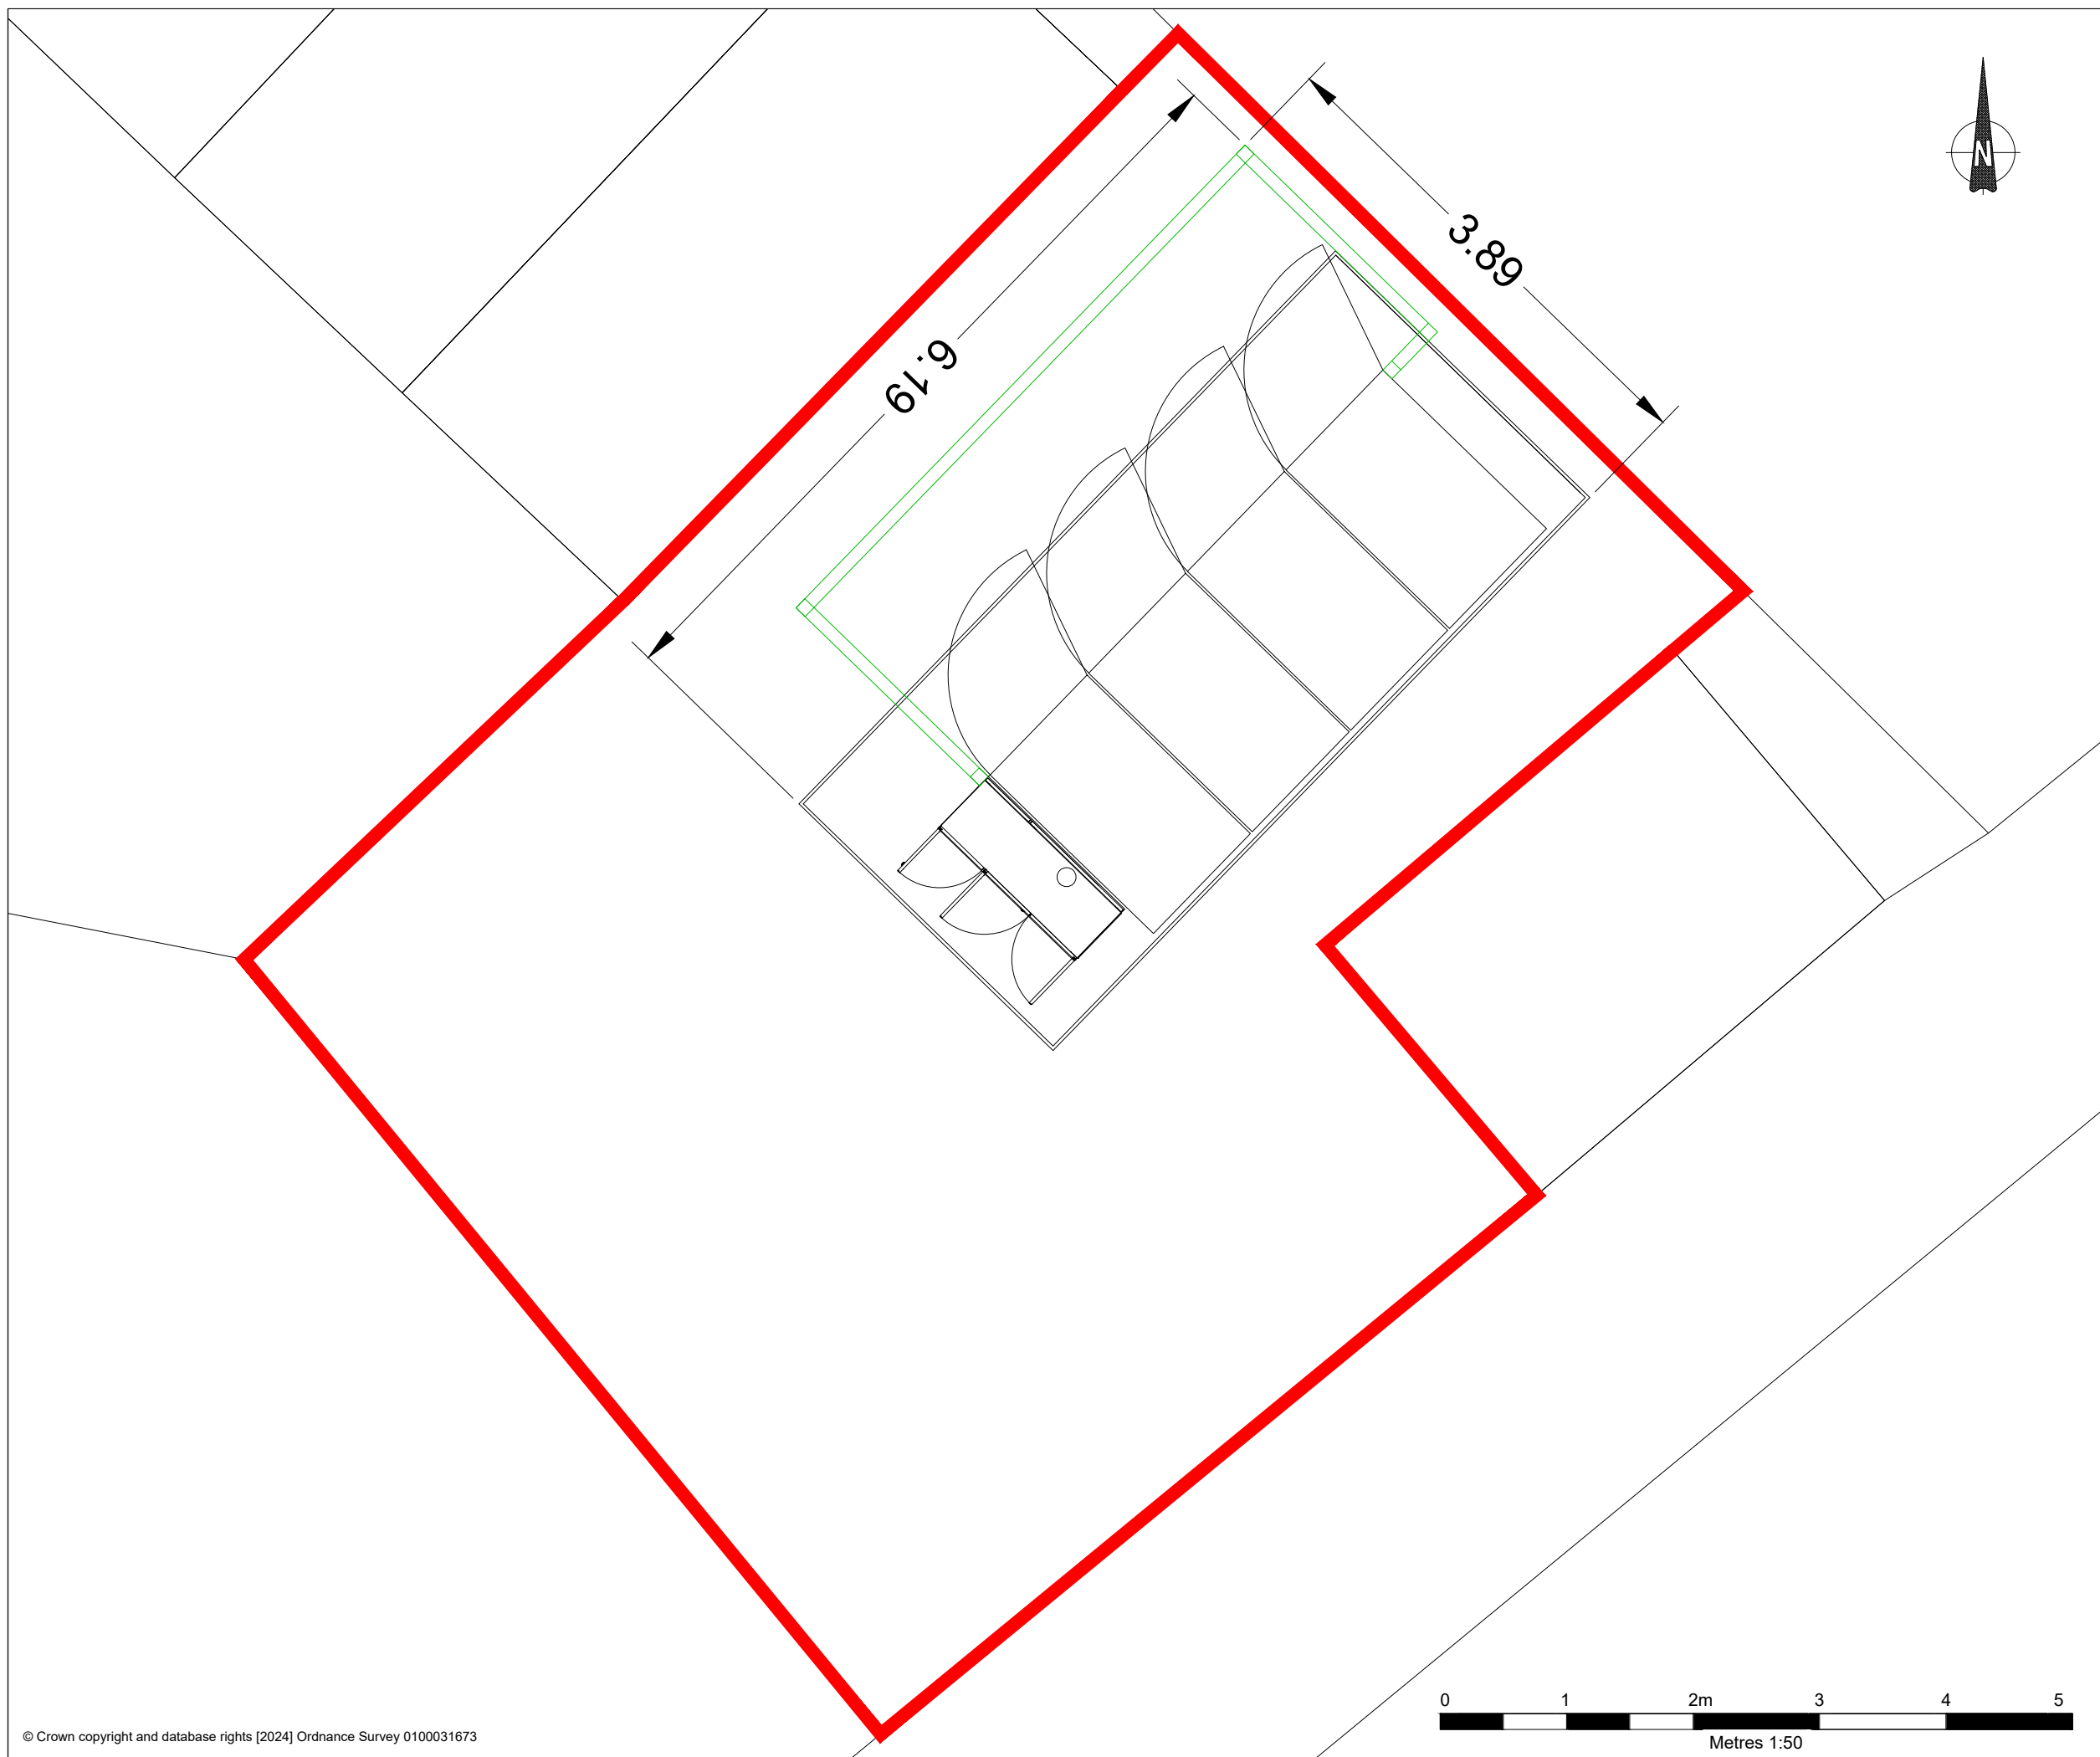 N
3.89
6.19
0 1 2m 3 4 5
Metres 1:50
© Crown copyright and database rights [2024] Ordnance Survey 0100031673